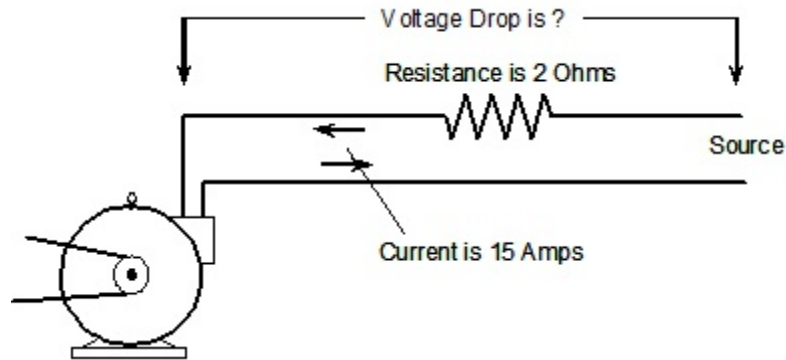 Voltage Drop is ?
Resistance is 2 Ohms
Source
Current is 15 Amps